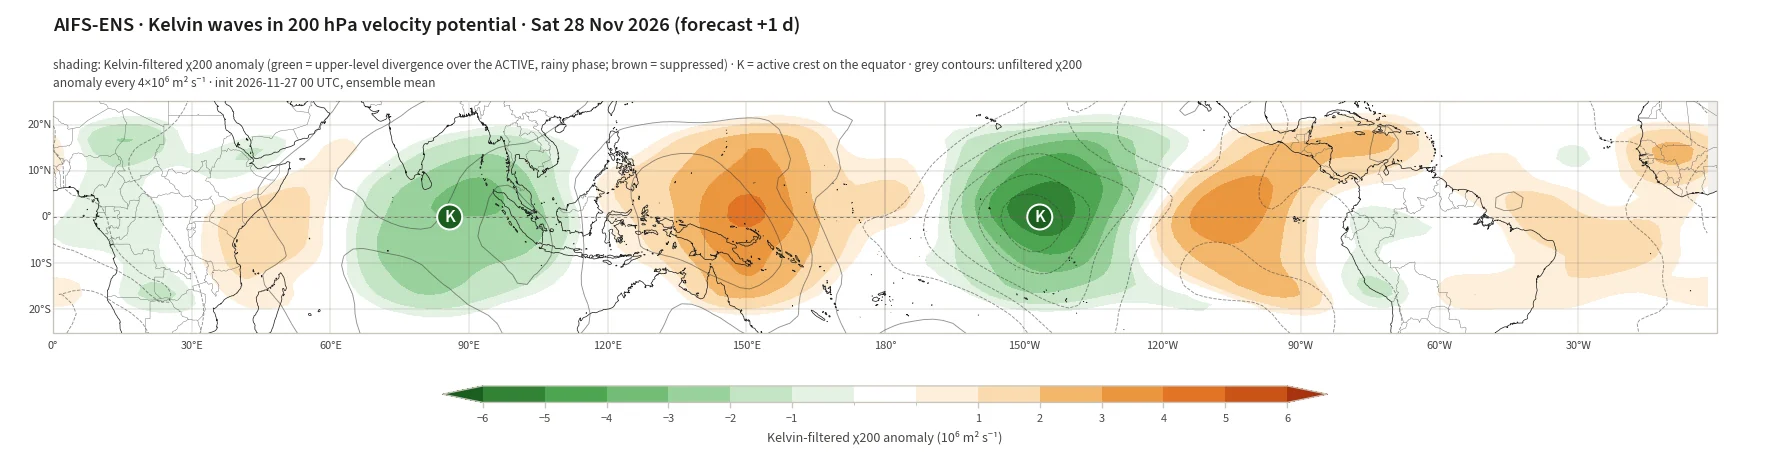 AIFS-ENS · Kelvin waves in 200 hPa velocity potential · Sat 28 Nov 2026 (forecast +1 d)
shading: Kelvin-filtered χ200 anomaly (green = upper-level divergence over the ACTIVE, rainy phase; brown = suppressed) · K = active crest on the equator · grey contours: unfiltered χ200
anomaly every 4×10⁶ m² s⁻¹ · init 2026-11-27 00 UTC, ensemble mean
20°N
10°N
0°
10°S
20°S
K
K
0° 30°E 60°E 90°E 120°E 150°E 180° 150°W 120°W 90°W 60°W 30°W
−6 −5 −4 −3 −2 −1 1 2 3 4 5 6
Kelvin-filtered χ200 anomaly (10⁶ m² s⁻¹)